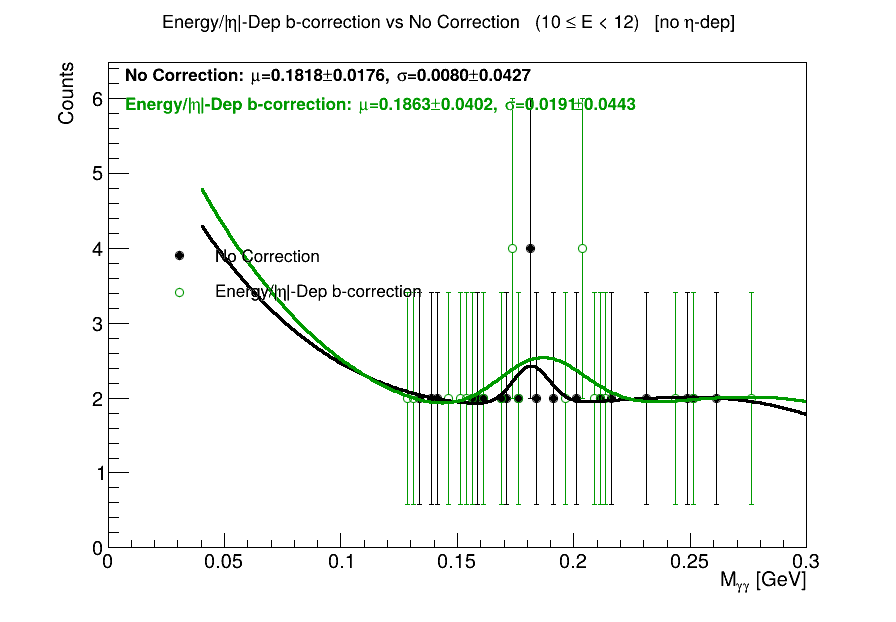 Energy/|η|-Dep b-correction vs No Correction (10 ≤ E < 12) [no η-dep]
No Correction: μ=0.1818±0.0176, σ=0.0080±0.0427
Energy/|η|-Dep b-correction: μ=0.1863±0.0402, σ=0.0191±0.0443
Counts
6
5
4
3
2
1
0
No Correction
Energy/|η|-Dep b-correction
0 0.05 0.1 0.15 0.2 0.25 0.3
M_γγ [GeV]